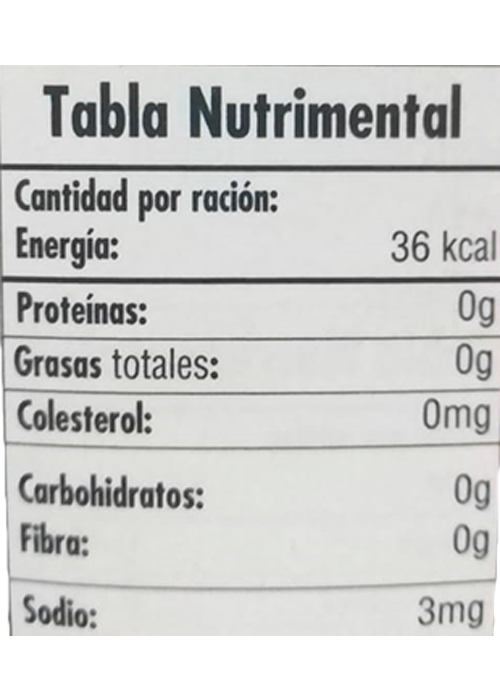 Tabla Nutrimental
Cantidad por ración:
Energía: 36 kcal
Proteínas: 0g
Grasas totales: 0g
Colesterol: 0mg
Carbohidratos: 0g
Fibra: 0g
Sodio: 3mg